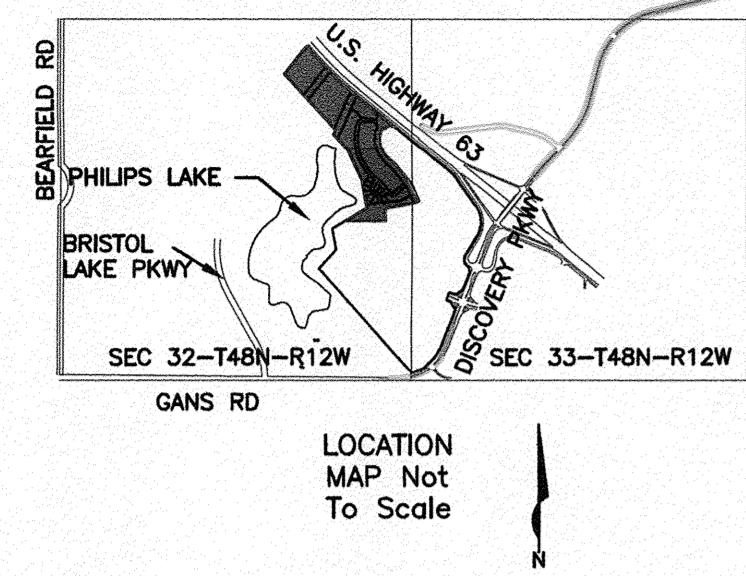 BEARFIELD RD
U.S. HIGHWAY 63
PHILIPS LAKE
BRISTOL
LAKE PKWY
DISCOVERY PKWY
SEC 32-T48N-R12W
SEC 33-T48N-R12W
GANS RD
LOCATION
MAP Not
To Scale
N